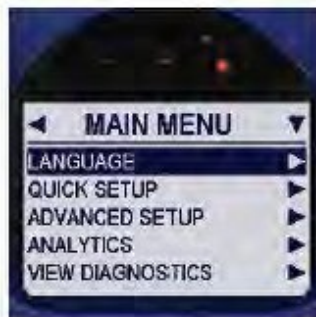 MAIN MENU
LANGUAGE
QUICK SETUP
ADVANCED SETUP
ANALYTICS
VIEW DIAGNOSTICS